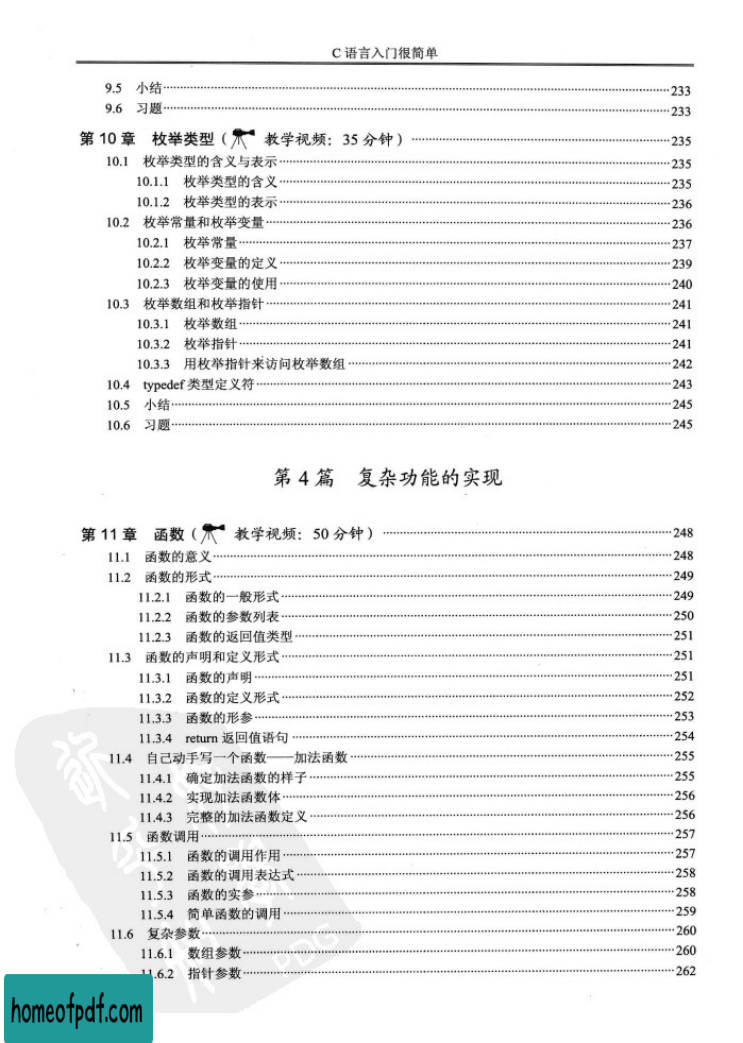 C 语言入门很简单
9.5 小结……233
9.6 习题……233
第 10 章 枚举类型（ 教学视频：35 分钟）……235
10.1 枚举类型的含义与表示……235
10.1.1 枚举类型的含义……235
10.1.2 枚举类型的表示……236
10.2 枚举常量和枚举变量……236
10.2.1 枚举常量……237
10.2.2 枚举变量的定义……239
10.2.3 枚举变量的使用……240
10.3 枚举数组和枚举指针……241
10.3.1 枚举数组……241
10.3.2 枚举指针……241
10.3.3 用枚举指针来访问枚举数组……242
10.4 typedef 类型定义符……243
10.5 小结……245
10.6 习题……245
第 4 篇 复杂功能的实现
第 11 章 函数（ 教学视频：50 分钟）……248
11.1 函数的意义……248
11.2 函数的形式……249
11.2.1 函数的一般形式……249
11.2.2 函数的参数列表……250
11.2.3 函数的返回值类型……251
11.3 函数的声明和定义形式……251
11.3.1 函数的声明……251
11.3.2 函数的定义形式……252
11.3.3 函数的形参……253
11.3.4 return 返回值语句……254
11.4 自己动手写一个函数——加法函数……255
11.4.1 确定加法函数的样子……255
11.4.2 实现加法函数体……256
11.4.3 完整的加法函数定义……256
11.5 函数调用……257
11.5.1 函数的调用作用……257
11.5.2 函数的调用表达式……258
11.5.3 函数的实参……258
11.5.4 简单函数的调用……259
11.6 复杂参数……260
11.6.1 数组参数……260
11.6.2 指针参数……262
PDG
homeofpdf.com